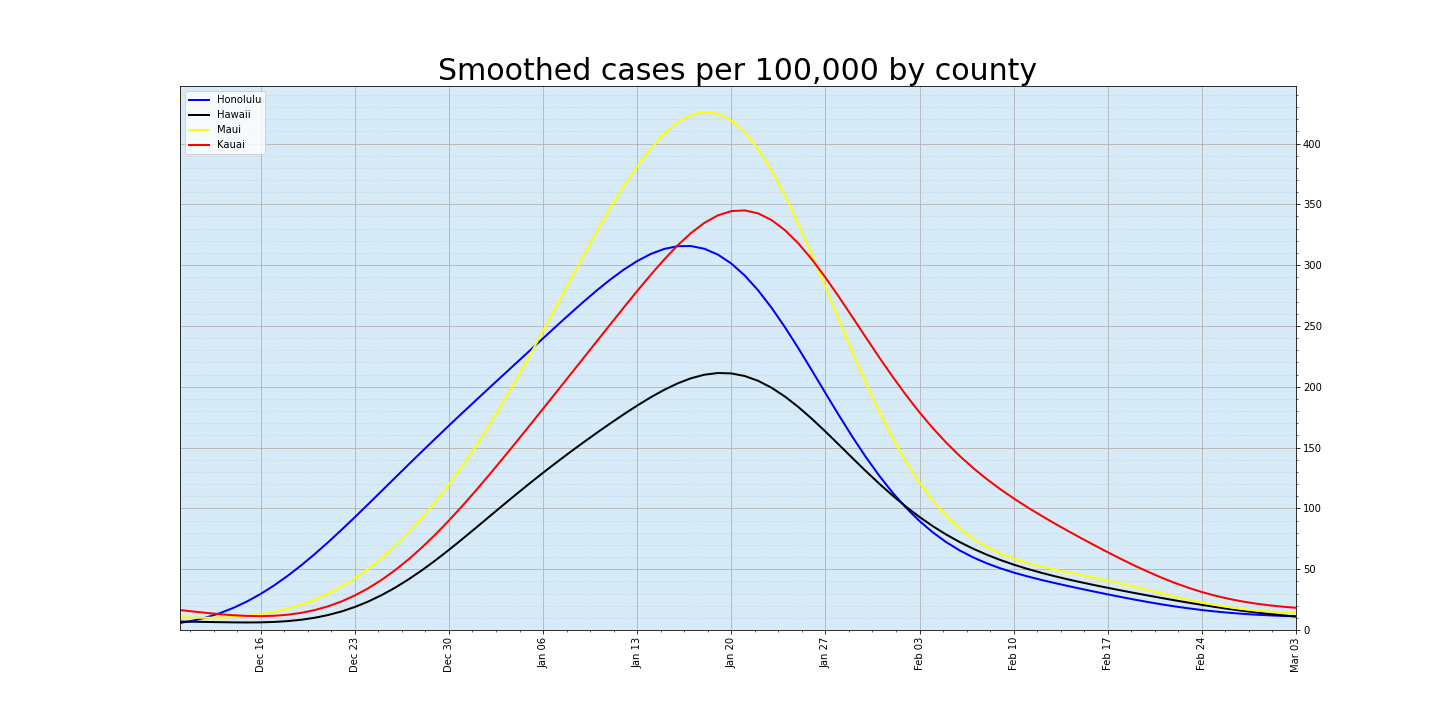 Smoothed cases per 100,000 by county
Honolulu
Hawaii
Maui
Kauai
400
350
300
250
200
150
100
50
0
Dec 16
Dec 23
Dec 30
Jan 06
Jan 13
Jan 20
Jan 27
Feb 03
Feb 10
Feb 17
Feb 24
Mar 03